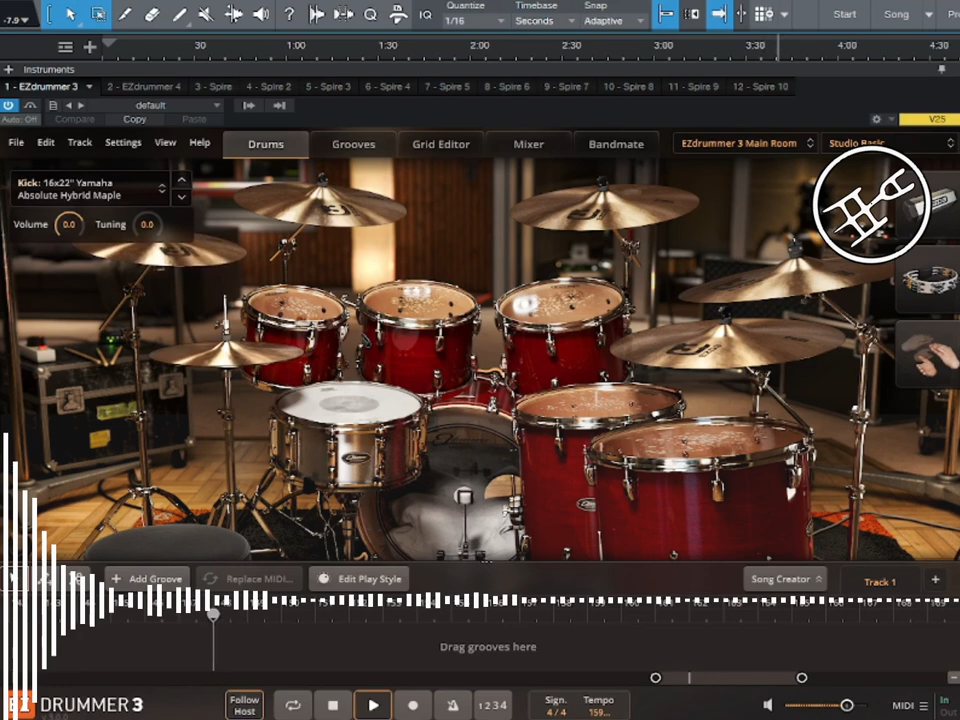 -7.9
IQ
Quantize
1/16
Timebase
Seconds
Snap
Adaptive
Start
Song
30
1:00
1:30
2:00
2:30
3:00
3:30
4:00
4:30
Instruments
1 - EZdrummer 3
2 - EZdrummer 4
3 - Spire
4 - Spire 2
5 - Spire 3
6 - Spire 4
7 - Spire 5
8 - Spire 6
9 - Spire 7
10 - Spire 8
11 - Spire 9
12 - Spire 10
default
Auto: Off
Compare
Copy
Paste
File
Edit
Track
Settings
View
Help
Drums
Grooves
Grid Editor
Mixer
Bandmate
EZdrummer 3 Main Room
Studio Basic
Kick: 16x22" Yamaha
Absolute Hybrid Maple
Volume
0.0
Tuning
0.0
Add Groove
Replace MIDI...
Edit Play Style
Song Creator
Track 1
Drag grooves here
EZ DRUMMER 3
Follow
Host
1 2 3 4
Sign.
4 / 4
Tempo
159...
MIDI
In
Out